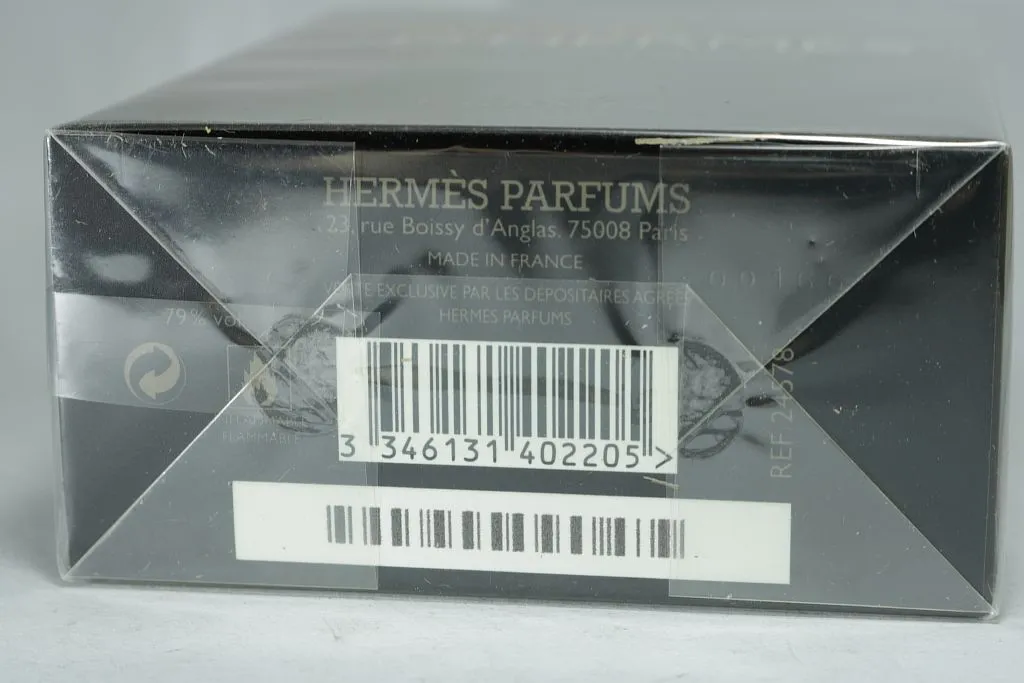 HERMÈS PARFUMS
23, rue Boissy d'Anglas. 75008 Paris
MADE IN FRANCE
VENTE EXCLUSIVE PAR LES DEPOSITAIRES AGREES
HERMES PARFUMS
79% vol
FLAMMABLE
3 346131 402205 >
REF